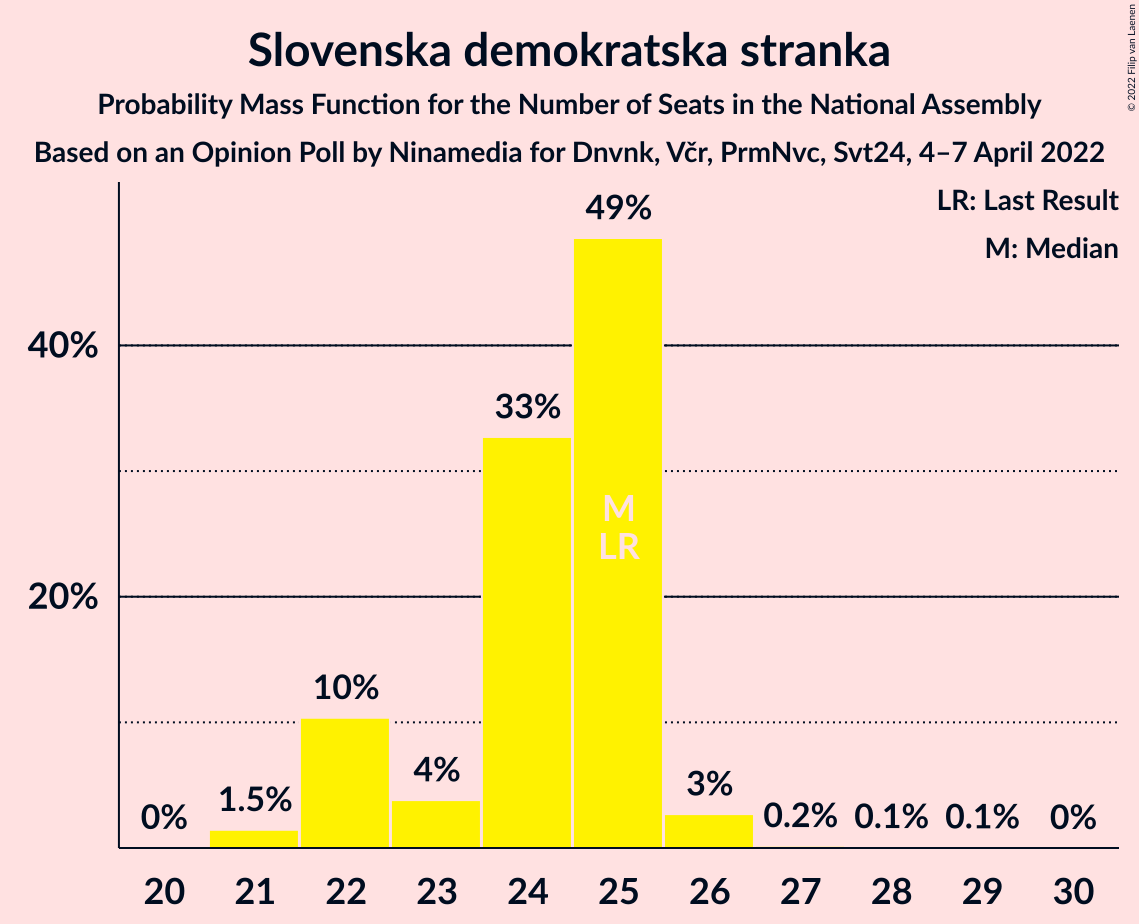 Slovenska demokratska stranka
Probability Mass Function for the Number of Seats in the National Assembly
Based on an Opinion Poll by Ninamedia for Dnvnk, Včr, PrmNvc, Svt24, 4–7 April 2022
© 2022 Filip van Laenen
LR: Last Result
M: Median
40%
20%
0%
1.5%
10%
4%
33%
49%
M
LR
3%
0.2%
0.1%
0.1%
0%
20 21 22 23 24 25 26 27 28 29 30